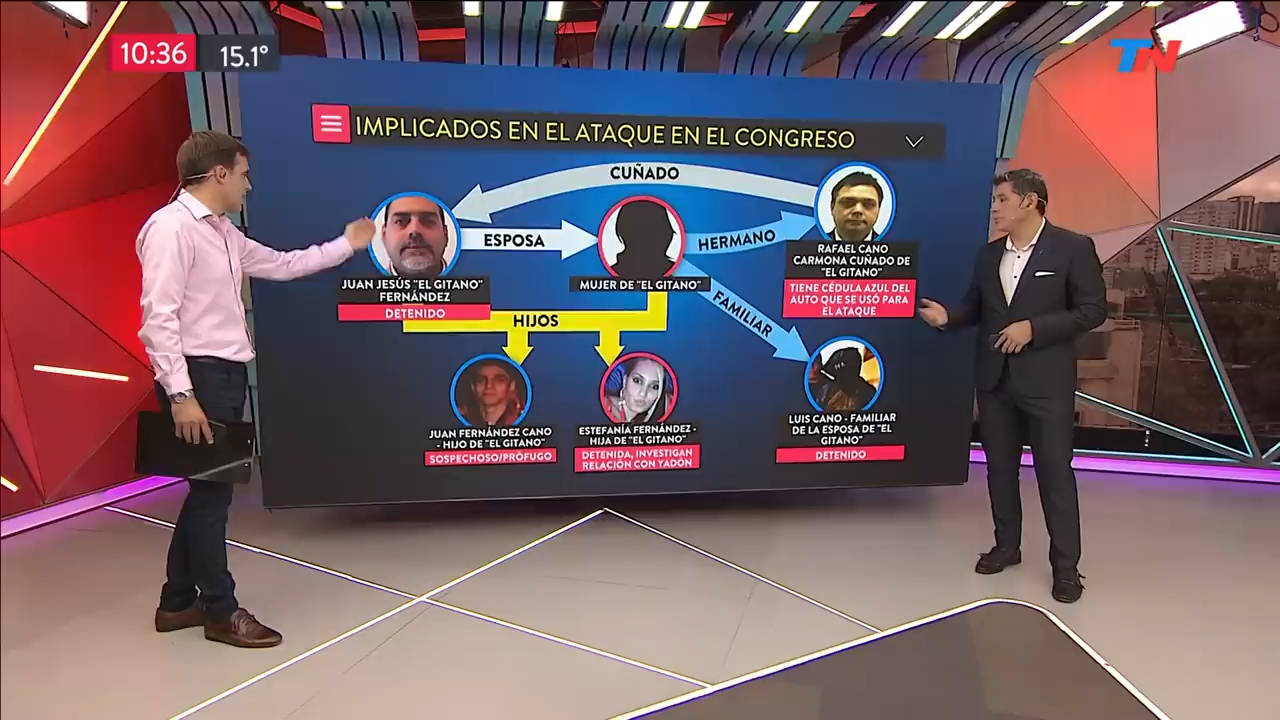 10:36 15.1°
TN
IMPLICADOS EN EL ATAQUE EN EL CONGRESO
CUÑADO
ESPOSA
HERMANO
JUAN JESÚS "EL GITANO"
FERNÁNDEZ
DETENIDO
MUJER DE "EL GITANO"
RAFAEL CANO
CARMONA CUÑADO DE
"EL GITANO"
TIENE CÉDULA AZUL DEL
AUTO QUE SE USÓ PARA
EL ATAQUE
HIJOS
FAMILIAR
JUAN FERNÁNDEZ CANO
- HIJO DE "EL GITANO"
SOSPECHOSO/PRÓFUGO
ESTEFANÍA FERNÁNDEZ -
HIJA DE "EL GITANO"
DETENIDA, INVESTIGAN
RELACIÓN CON YADÓN
LUIS CANO - FAMILIAR
DE LA ESPOSA DE "EL
GITANO"
DETENIDO